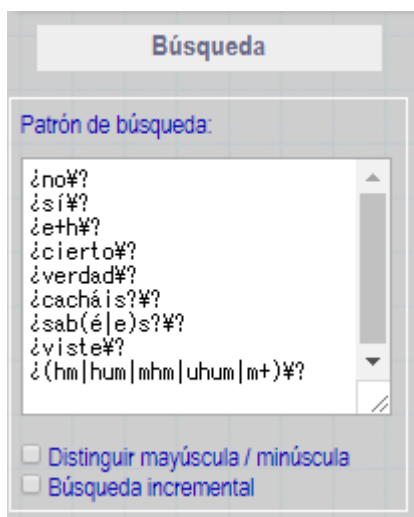 Búsqueda
Patrón de búsqueda:
¿no¥?
¿sí¥?
¿e+h¥?
¿cierto¥?
¿verdad¥?
¿cacháis?¥?
¿sab(é|e)s?¥?
¿viste¥?
¿(hm|hum|mhm|uhum|m+)¥?
Distinguir mayúscula / minúscula
Búsqueda incremental